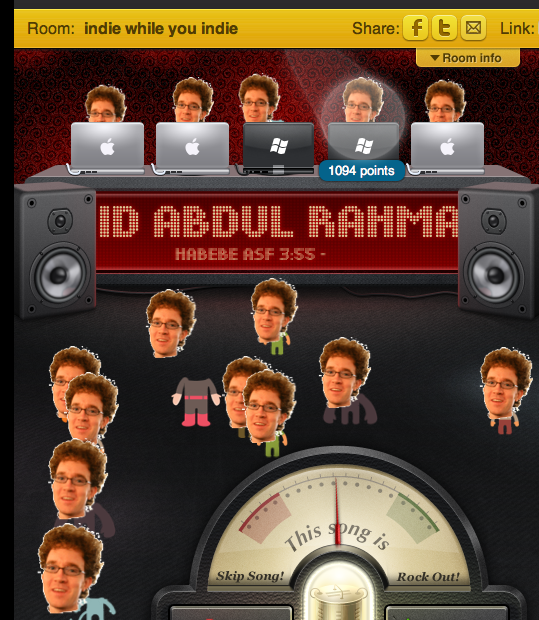 Room: indie while you indie Share: Link:
Room info
1094 points
ID ABDUL RAHMA
HABEBE ASF 3:55 -
This song is
Skip Song! Rock Out!